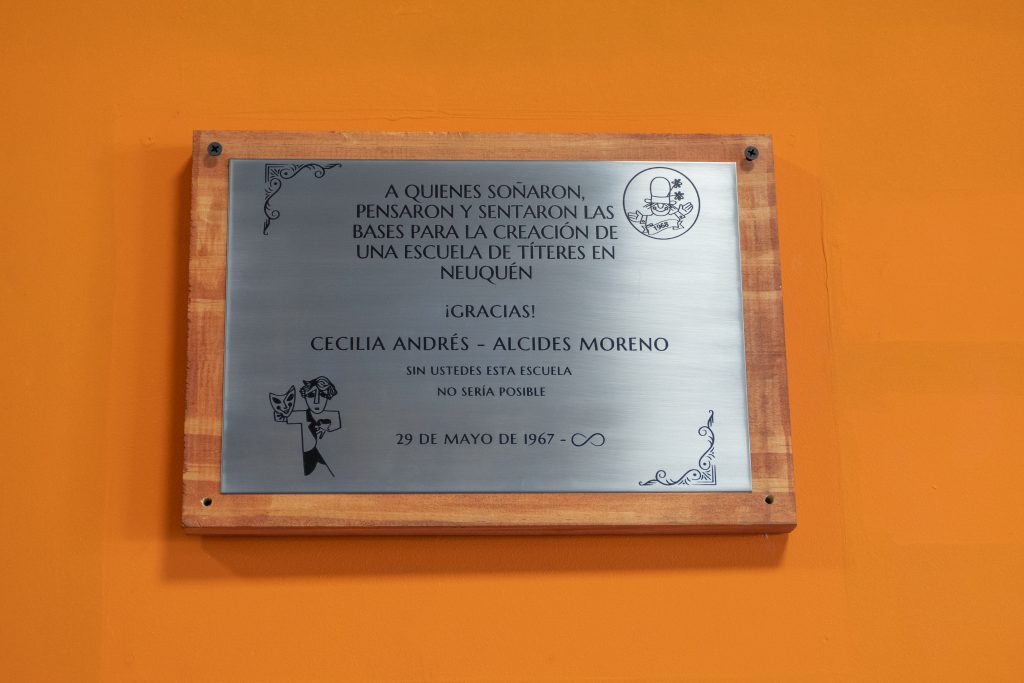 A QUIENES SOÑARON,
PENSARON Y SENTARON LAS
BASES PARA LA CREACIÓN DE
UNA ESCUELA DE TÍTERES EN
NEUQUÉN
1968
¡GRACIAS!
CECILIA ANDRÉS - ALCIDES MORENO
SIN USTEDES ESTA ESCUELA
NO SERÍA POSIBLE
29 DE MAYO DE 1967 - ∞